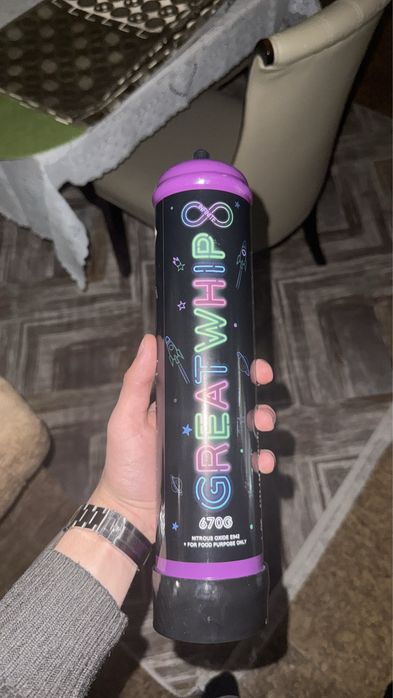 GREATWHIP
670G
NITROUS OXIDE E942
* FOR FOOD PURPOSE ONLY